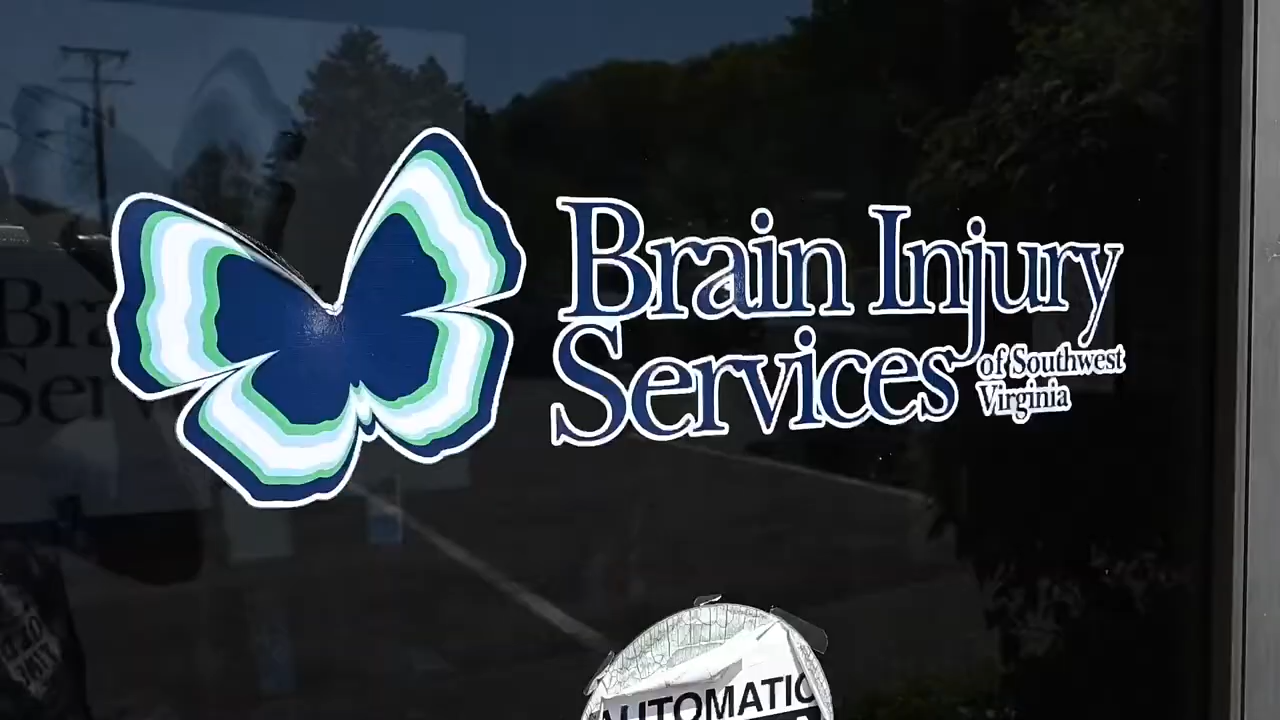 Brain Injury
Services
of Southwest
Virginia
AUTOMATIC